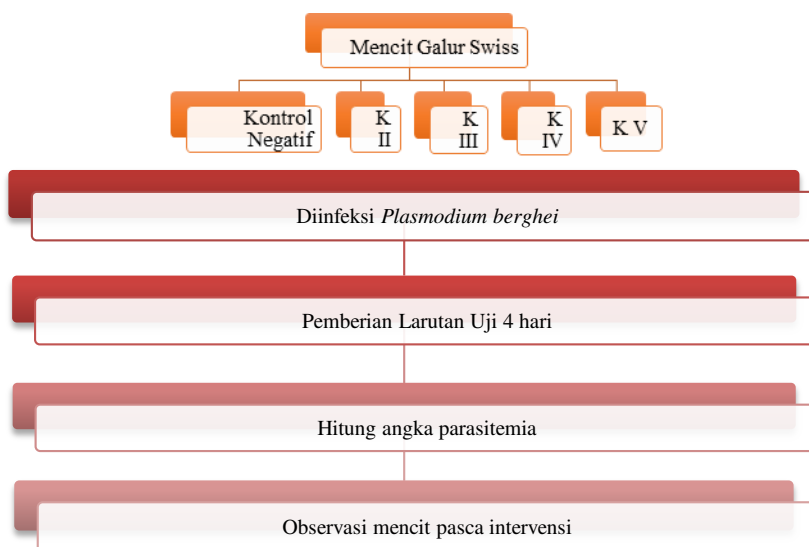 Mencit Galur Swiss
Kontrol
Negatif
K
II
K
III
K
IV
K V
Diinfeksi Plasmodium berghei
Pemberian Larutan Uji 4 hari
Hitung angka parasitemia
Observasi mencit pasca intervensi